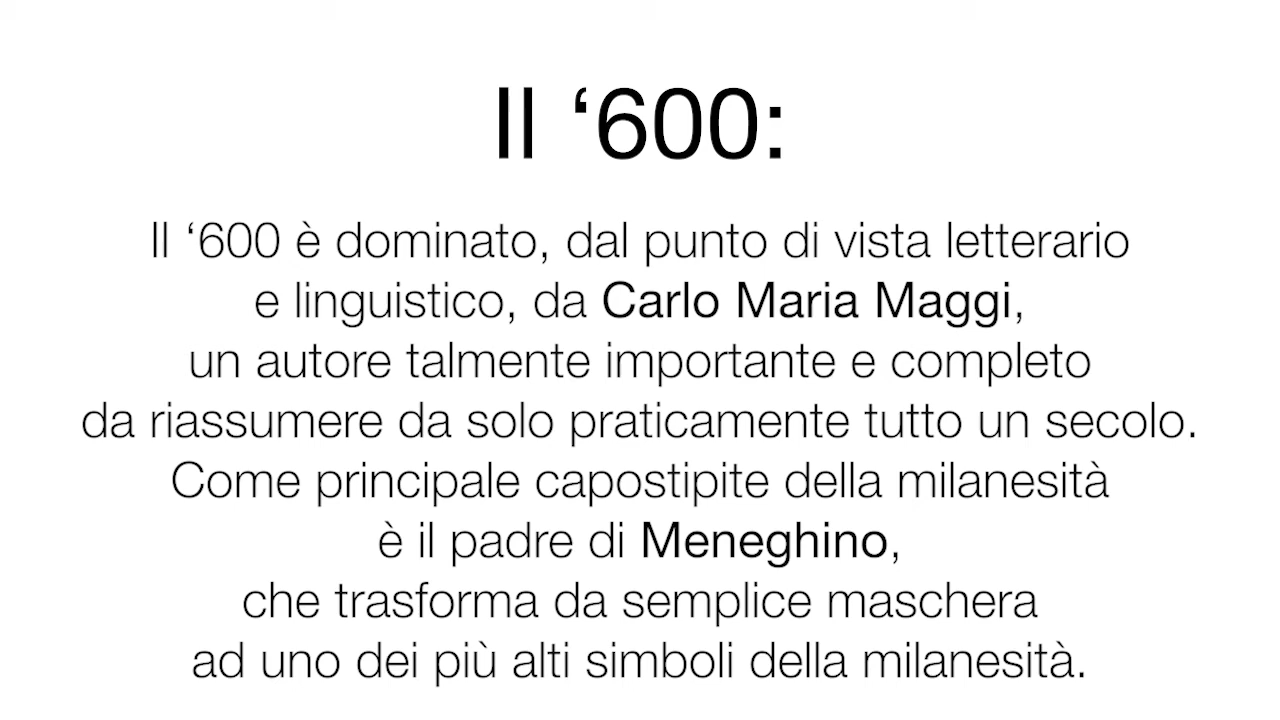 Il ‘600:
Il ‘600 è dominato, dal punto di vista letterario
e linguistico, da Carlo Maria Maggi,
un autore talmente importante e completo
da riassumere da solo praticamente tutto un secolo.
Come principale capostipite della milanesità
è il padre di Meneghino,
che trasforma da semplice maschera
ad uno dei più alti simboli della milanesità.